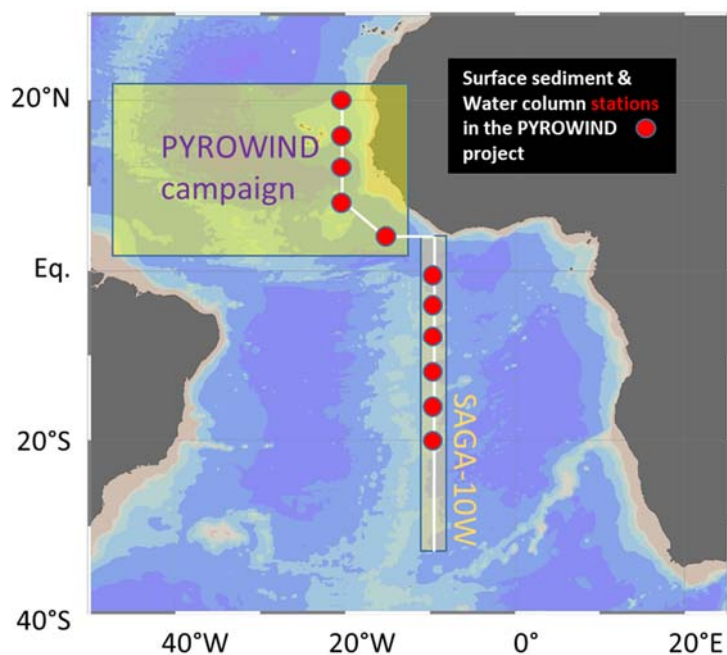 Surface sediment &
Water column stations
in the PYROWIND
project
20°N
PYROWIND
campaign
Eq.
SAGA-10W
20°S
40°S
40°W
20°W
0°
20°E